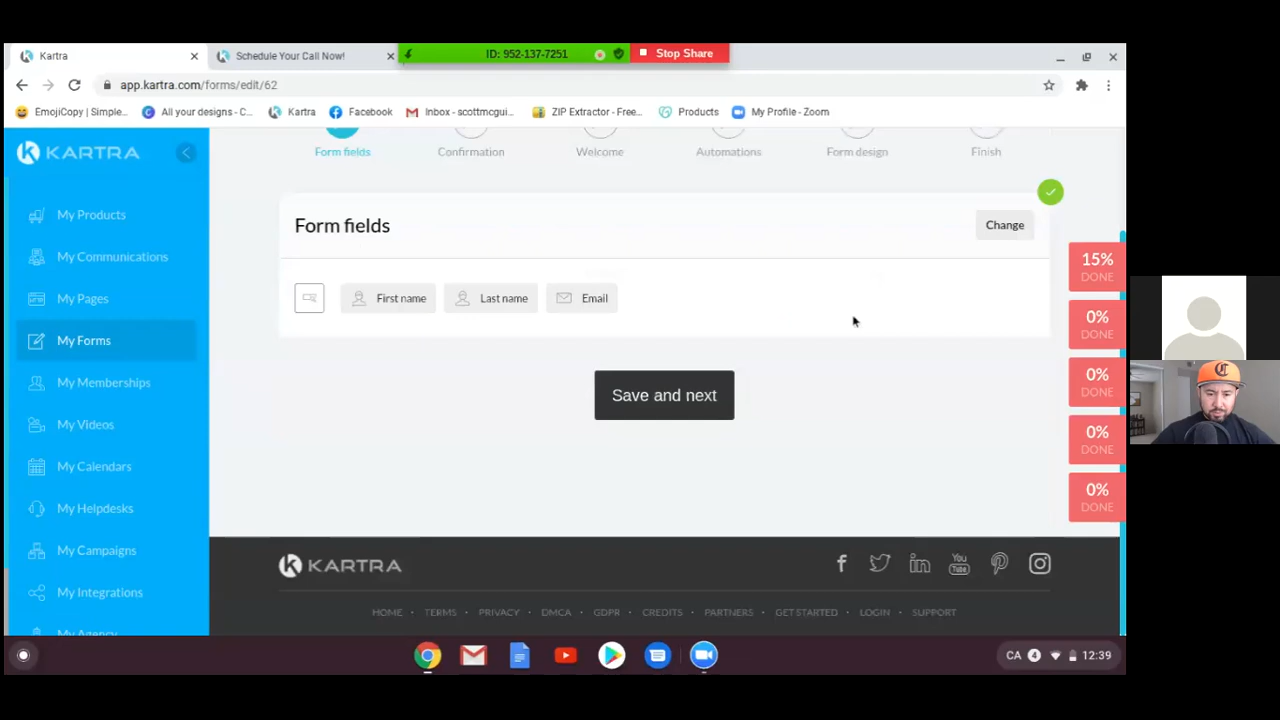 Kartra
Schedule Your Call Now!
ID: 952-137-7251
Stop Share
app.kartra.com/forms/edit/62
EmojiCopy | Simple...
All your designs - C...
Kartra
Facebook
Inbox - scottmcgui...
ZIP Extractor - Free...
Products
My Profile - Zoom
KARTRA
Form fields
Confirmation
Welcome
Automations
Form design
Finish
My Products
My Communications
My Pages
My Forms
My Memberships
My Videos
My Calendars
My Helpdesks
My Campaigns
My Integrations
My Agency
Form fields
Change
First name
Last name
Email
Save and next
15%
DONE
0%
DONE
0%
DONE
0%
DONE
0%
DONE
KARTRA
You
Tube
HOME · TERMS · PRIVACY · DMCA · GDPR · CREDITS · PARTNERS · GET STARTED · LOGIN · SUPPORT
CA 4 12:39